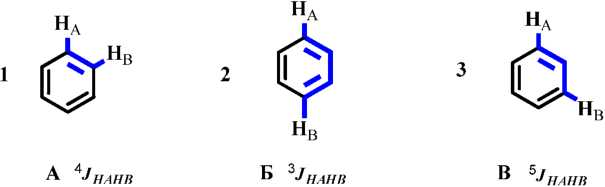 1 H_A H_B 2 H_A H_B 3 H_A H_B
А ⁴J_HAHB Б ³J_HAHB В ⁵J_HAHB